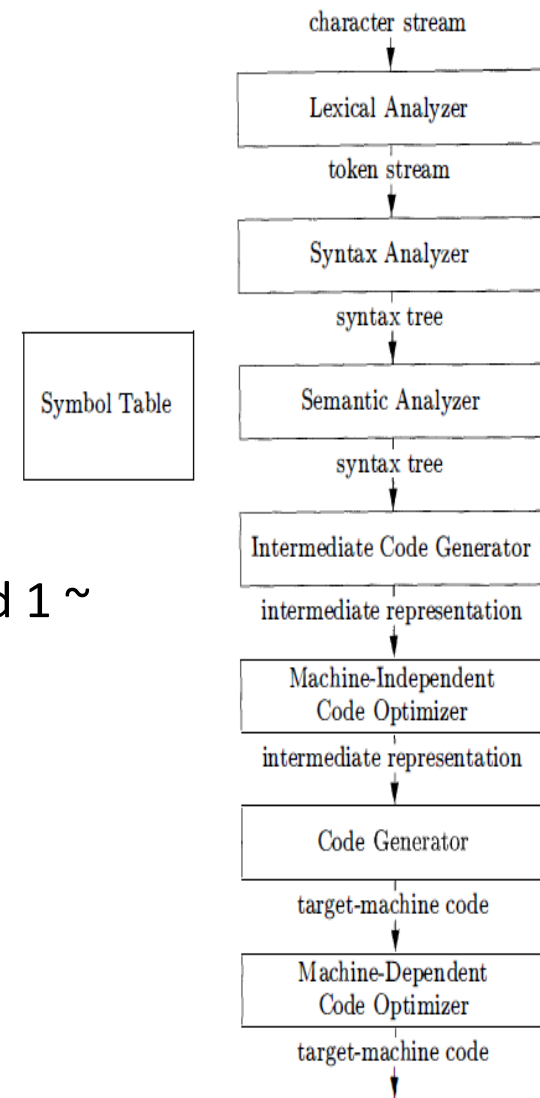 character stream
Lexical Analyzer
token stream
Syntax Analyzer
syntax tree
Symbol Table
Semantic Analyzer
syntax tree
Intermediate Code Generator
1 ~
intermediate representation
Machine-Independent
Code Optimizer
intermediate representation
Code Generator
target-machine code
Machine-Dependent
Code Optimizer
target-machine code